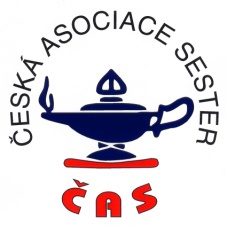 ČESKÁ ASOCIACE SESTER
ČAS